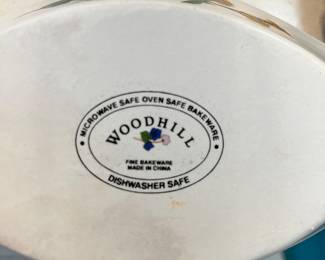 • MICROWAVE SAFE OVEN SAFE BAKEWARE •
WOODHILL
FINE BAKEWARE
MADE IN CHINA
DISHWASHER SAFE